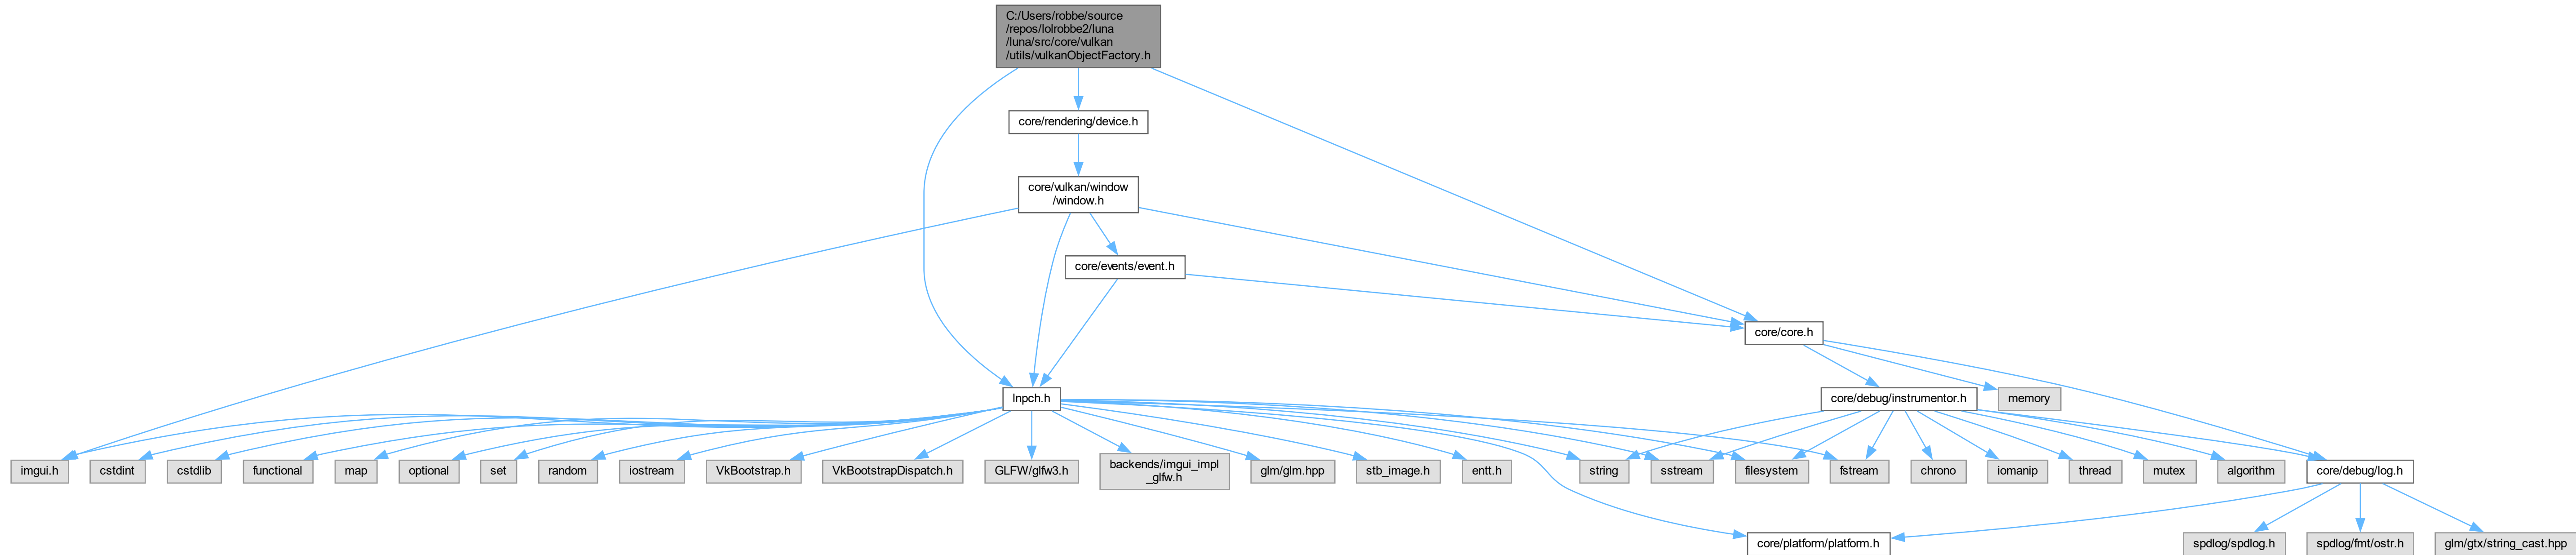 C:/Users/robbe/source
/repos/lolrobbe2/luna
/luna/src/core/vulkan
/utils/vulkanObjectFactory.h
core/rendering/device.h
core/vulkan/window
/window.h
core/events/event.h
core/core.h
lnpch.h
core/debug/instrumentor.h
memory
imgui.h
cstdint
cstdlib
functional
map
optional
set
random
iostream
VkBootstrap.h
VkBootstrapDispatch.h
GLFW/glfw3.h
backends/imgui_impl
_glfw.h
glm/glm.hpp
stb_image.h
entt.h
string
sstream
filesystem
fstream
chrono
iomanip
thread
mutex
algorithm
core/debug/log.h
core/platform/platform.h
spdlog/spdlog.h
spdlog/fmt/ostr.h
glm/gtx/string_cast.hpp